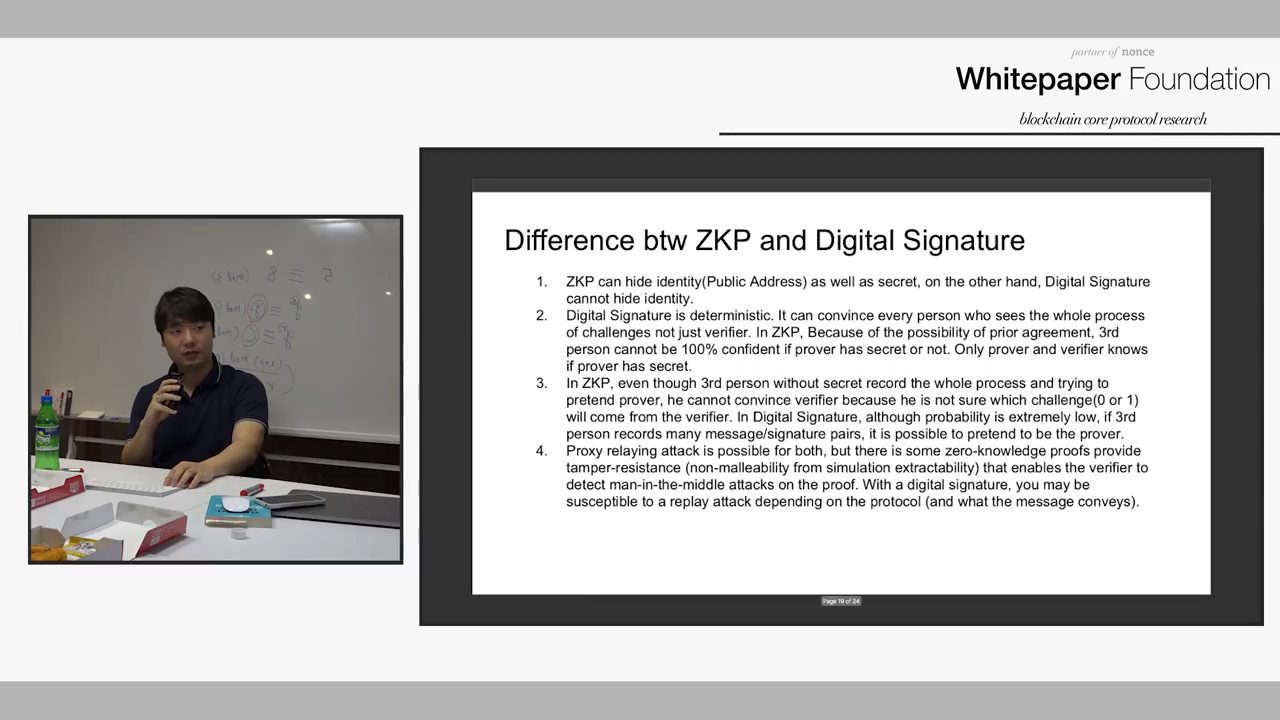 partner of nonce
Whitepaper Foundation
blockchain core protocol research
Difference btw ZKP and Digital Signature
1. ZKP can hide identity(Public Address) as well as secret, on the other hand, Digital Signature
cannot hide identity.
2. Digital Signature is deterministic. It can convince every person who sees the whole process
of challenges not just verifier. In ZKP, Because of the possibility of prior agreement, 3rd
person cannot be 100% confident if prover has secret or not. Only prover and verifier knows
if prover has secret.
3. In ZKP, even though 3rd person without secret record the whole process and trying to
pretend prover, he cannot convince verifier because he is not sure which challenge(0 or 1)
will come from the verifier. In Digital Signature, although probability is extremely low, if 3rd
person records many message/signature pairs, it is possible to pretend to be the prover.
4. Proxy relaying attack is possible for both, but there is some zero-knowledge proofs provide
tamper-resistance (non-malleability from simulation extractability) that enables the verifier to
detect man-in-the-middle attacks on the proof. With a digital signature, you may be
susceptible to a replay attack depending on the protocol (and what the message conveys).
Page 19 of 24